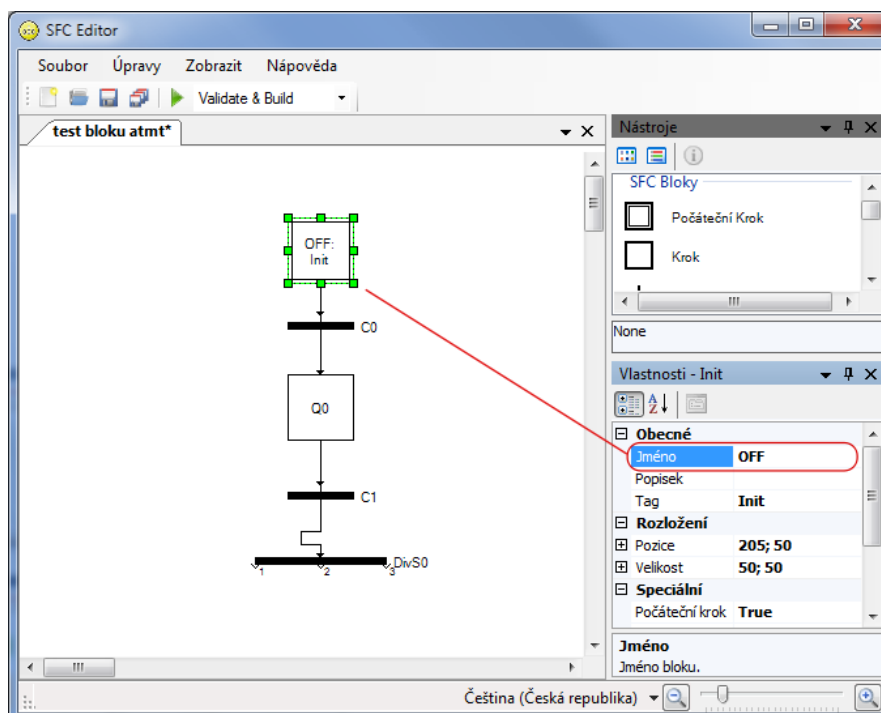 SFC Editor
Soubor Úpravy Zobrazit Nápověda
Validate & Build
test bloku atmt*
OFF:
Init
C0
Q0
C1
DivS0
1 2 3
Nástroje
SFC Bloky
Počáteční Krok
Krok
None
Vlastnosti - Init
Obecné
Jméno OFF
Popisek
Tag Init
Rozložení
Pozice 205; 50
Velikost 50; 50
Speciální
Počáteční krok True
Jméno
Jméno bloku.
Čeština (Česká republika)